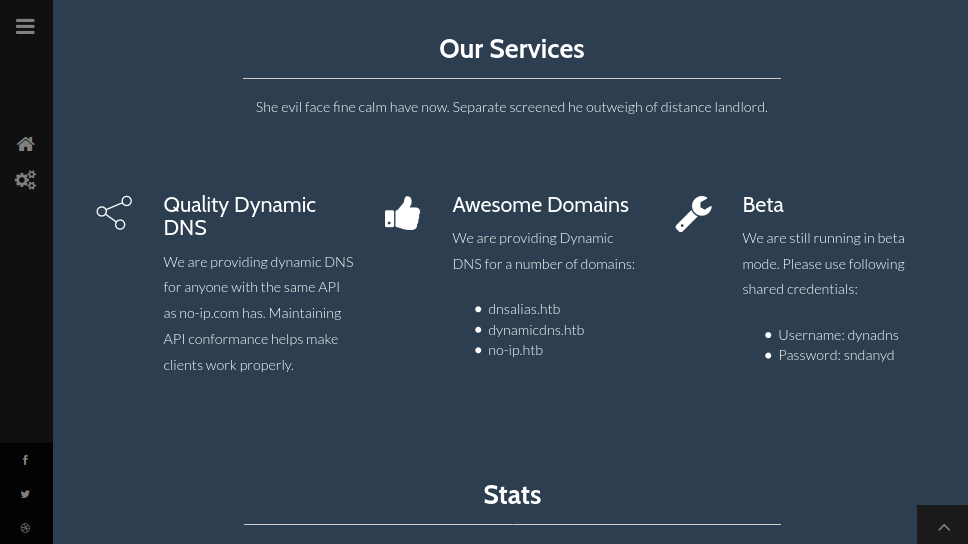 Our Services
She evil face fine calm have now. Separate screened he outweigh of distance landlord.
Quality Dynamic
DNS
We are providing dynamic DNS
for anyone with the same API
as no-ip.com has. Maintaining
API conformance helps make
clients work properly.
Awesome Domains
We are providing Dynamic
DNS for a number of domains:
dnsalias.htb
dynamicdns.htb
no-ip.htb
Beta
We are still running in beta
mode. Please use following
shared credentials:
Username: dynadns
Password: sndanyd
Stats